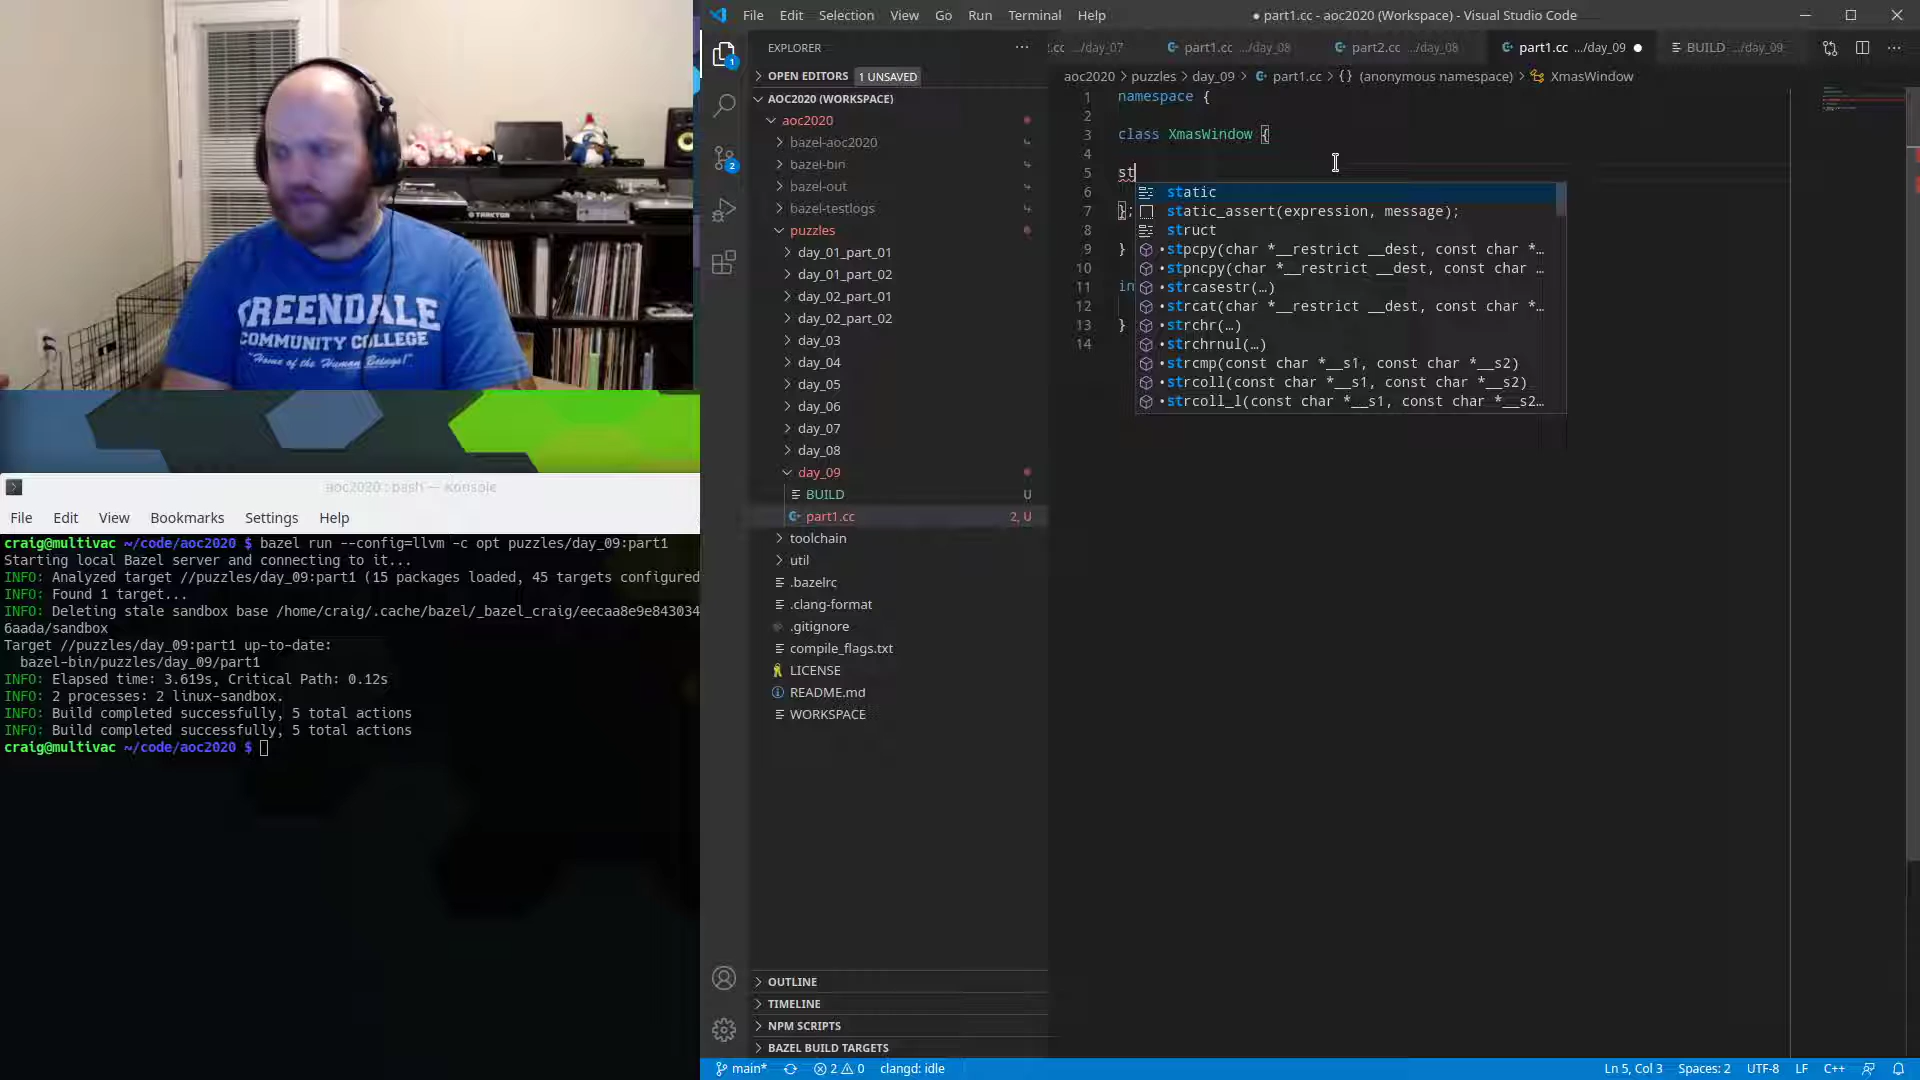 GREENDALE
COMMUNITY COLLEGE
"Home of the Human Beings!"
TRAKTOR
aoc2020 : bash — Konsole
File Edit View Bookmarks Settings Help
craig@multivac ~/code/aoc2020 $ bazel run --config=llvm -c opt puzzles/day_09:part1
Starting local Bazel server and connecting to it...
INFO: Analyzed target //puzzles/day_09:part1 (15 packages loaded, 45 targets configured
INFO: Found 1 target...
INFO: Deleting stale sandbox base /home/craig/.cache/bazel/_bazel_craig/eecaa8e9e843034
6aada/sandbox
Target //puzzles/day_09:part1 up-to-date:
bazel-bin/puzzles/day_09/part1
INFO: Elapsed time: 3.619s, Critical Path: 0.12s
INFO: 2 processes: 2 linux-sandbox.
INFO: Build completed successfully, 5 total actions
INFO: Build completed successfully, 5 total actions
craig@multivac ~/code/aoc2020 $
File Edit Selection View Go Run Terminal Help
● part1.cc - aoc2020 (Workspace) - Visual Studio Code
1
2
EXPLORER ...
OPEN EDITORS 1 UNSAVED
AOC2020 (WORKSPACE)
aoc2020
bazel-aoc2020
bazel-bin
bazel-out
bazel-testlogs
puzzles
day_01_part_01
day_01_part_02
day_02_part_01
day_02_part_02
day_03
day_04
day_05
day_06
day_07
day_08
day_09
BUILD U
part1.cc 2, U
toolchain
util
.bazelrc
.clang-format
.gitignore
compile_flags.txt
LICENSE
README.md
WORKSPACE
OUTLINE
TIMELINE
NPM SCRIPTS
BAZEL BUILD TARGETS
.cc .../day_07 part1.cc .../day_08 part2.cc .../day_08 part1.cc .../day_09 ● BUILD .../day_09
aoc2020 > puzzles > day_09 > part1.cc > {} (anonymous namespace) > XmasWindow
1 namespace {
2
3 class XmasWindow {
4
5 st
6
7 };
8
9 }
10
11 in
12
13 }
14
static
static_assert(expression, message);
struct
•stpcpy(char *__restrict __dest, const char *…
•stpncpy(char *__restrict __dest, const char …
•strcasestr(…)
•strcat(char *__restrict __dest, const char *…
•strchr(…)
•strchrnul(…)
•strcmp(const char *__s1, const char *__s2)
•strcoll(const char *__s1, const char *__s2)
•strcoll_l(const char *__s1, const char *__s2…
main* 2 0 clangd: idle
Ln 5, Col 3 Spaces: 2 UTF-8 LF C++